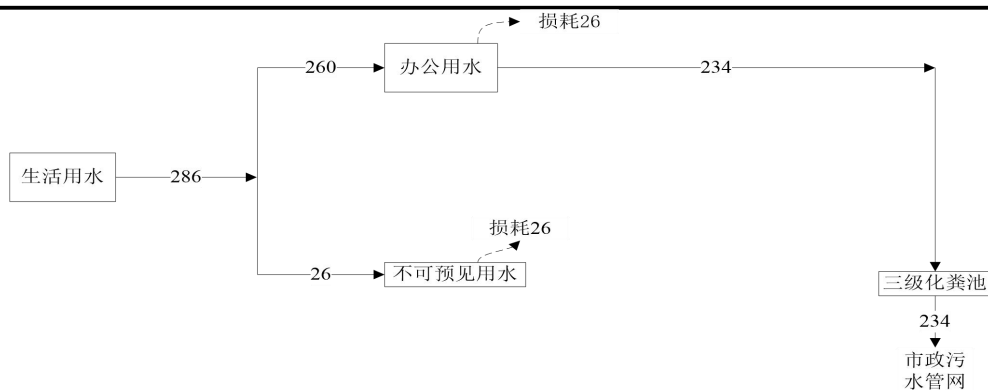 损耗26
260
办公用水
234
生活用水
286
损耗26
26
不可预见用水
三级化粪池
234
市政污
水管网